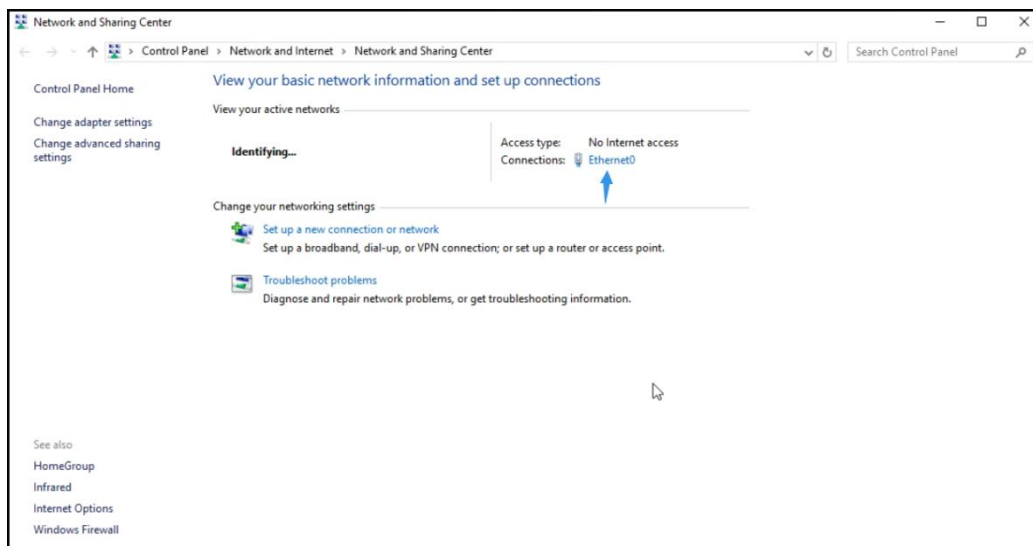 Network and Sharing Center
Control Panel › Network and Internet › Network and Sharing Center
Search Control Panel
Control Panel Home
Change adapter settings
Change advanced sharing
settings
View your basic network information and set up connections
View your active networks
Identifying...
Access type: No Internet access
Connections: Ethernet0
Change your networking settings
Set up a new connection or network
Set up a broadband, dial-up, or VPN connection; or set up a router or access point.
Troubleshoot problems
Diagnose and repair network problems, or get troubleshooting information.
See also
HomeGroup
Infrared
Internet Options
Windows Firewall